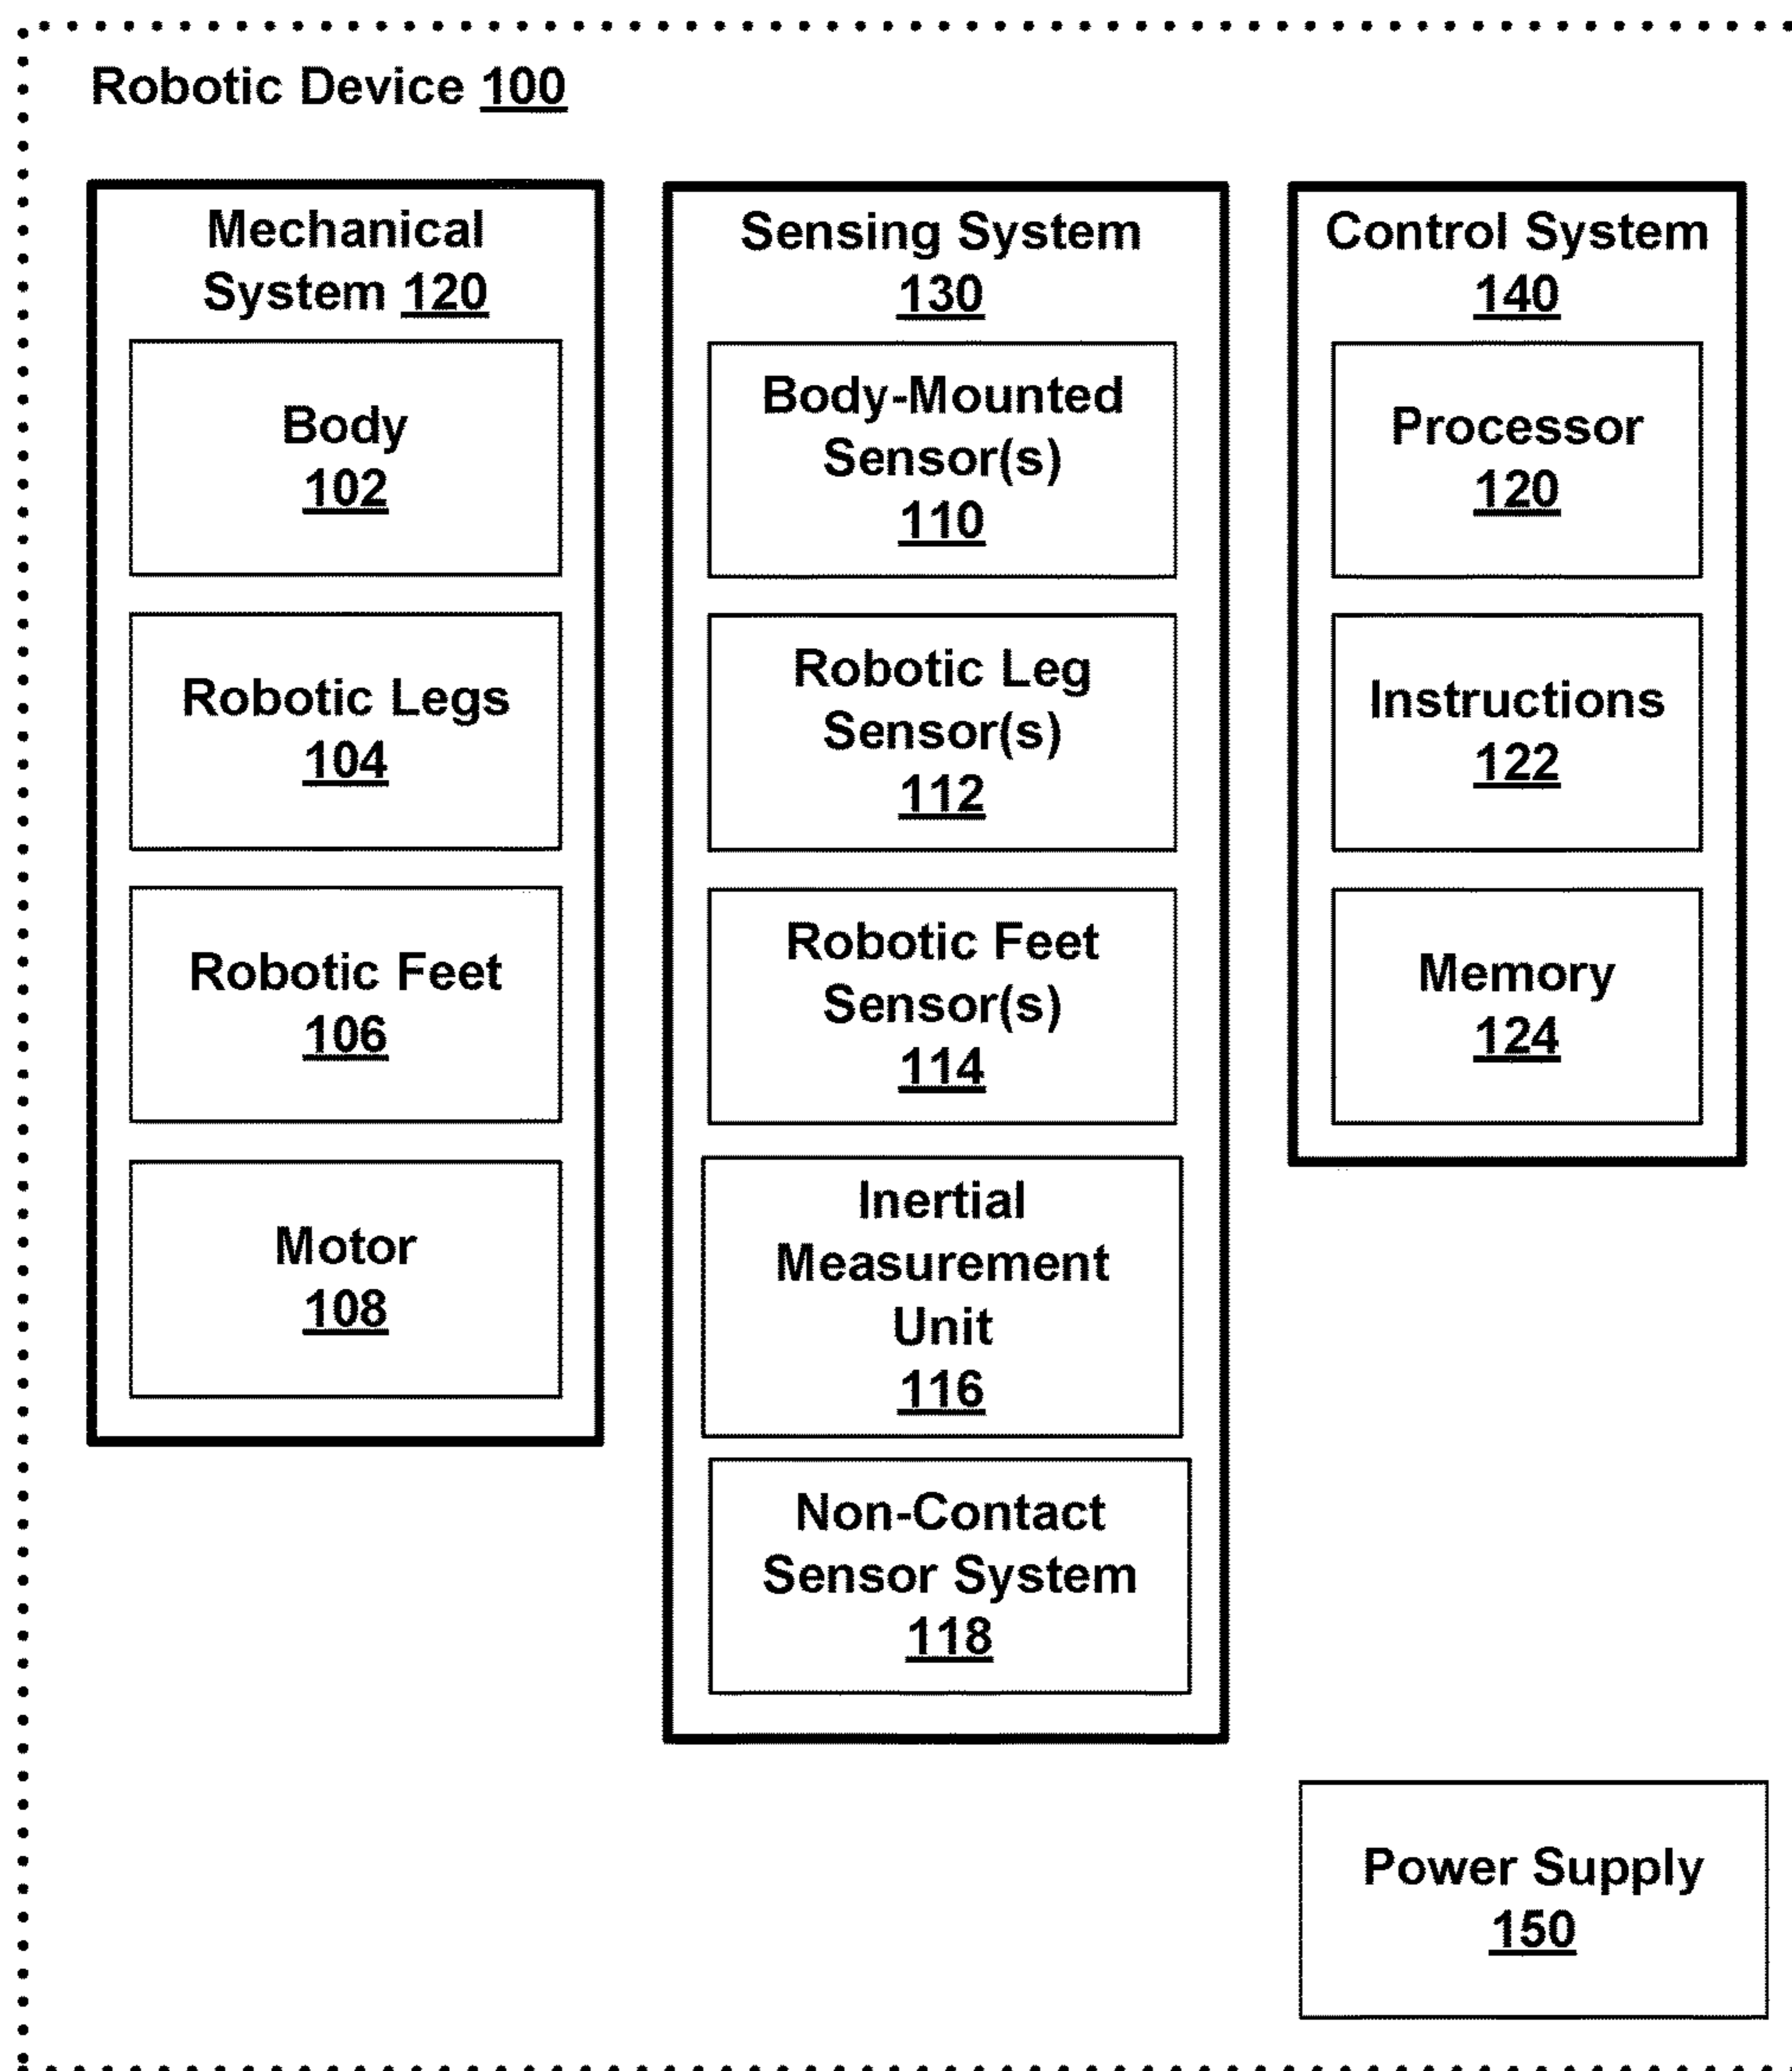 Robotic Device 100
Mechanical
System 120
Body
102
Robotic Legs
104
Robotic Feet
106
Motor
108
Sensing System
130
Body-Mounted
Sensor(s)
110
Robotic Leg
Sensor(s)
112
Robotic Feet
Sensor(s)
114
Inertial
Measurement
Unit
116
Non-Contact
Sensor System
118
Control System
140
Processor
120
Instructions
122
Memory
124
Power Supply
150